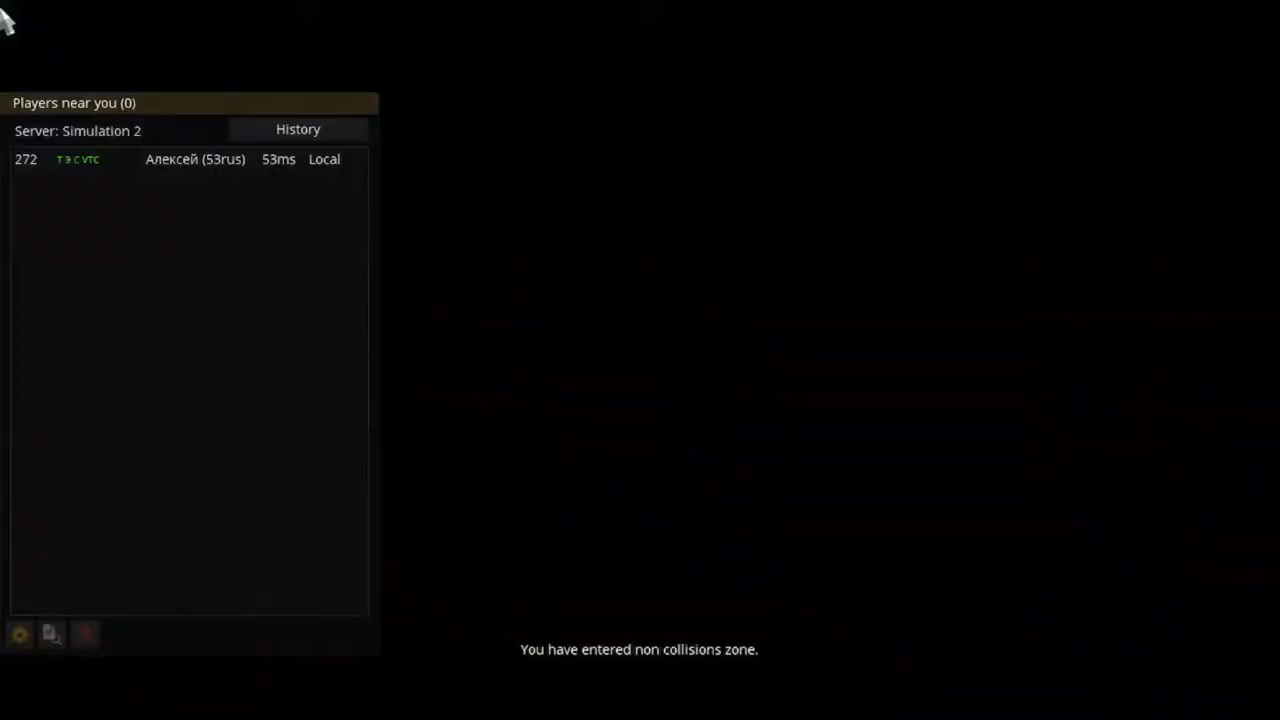 Players near you (0)
Server: Simulation 2 History
272 Т Э С VTC Алексей (53rus) 53ms Local
You have entered non collisions zone.